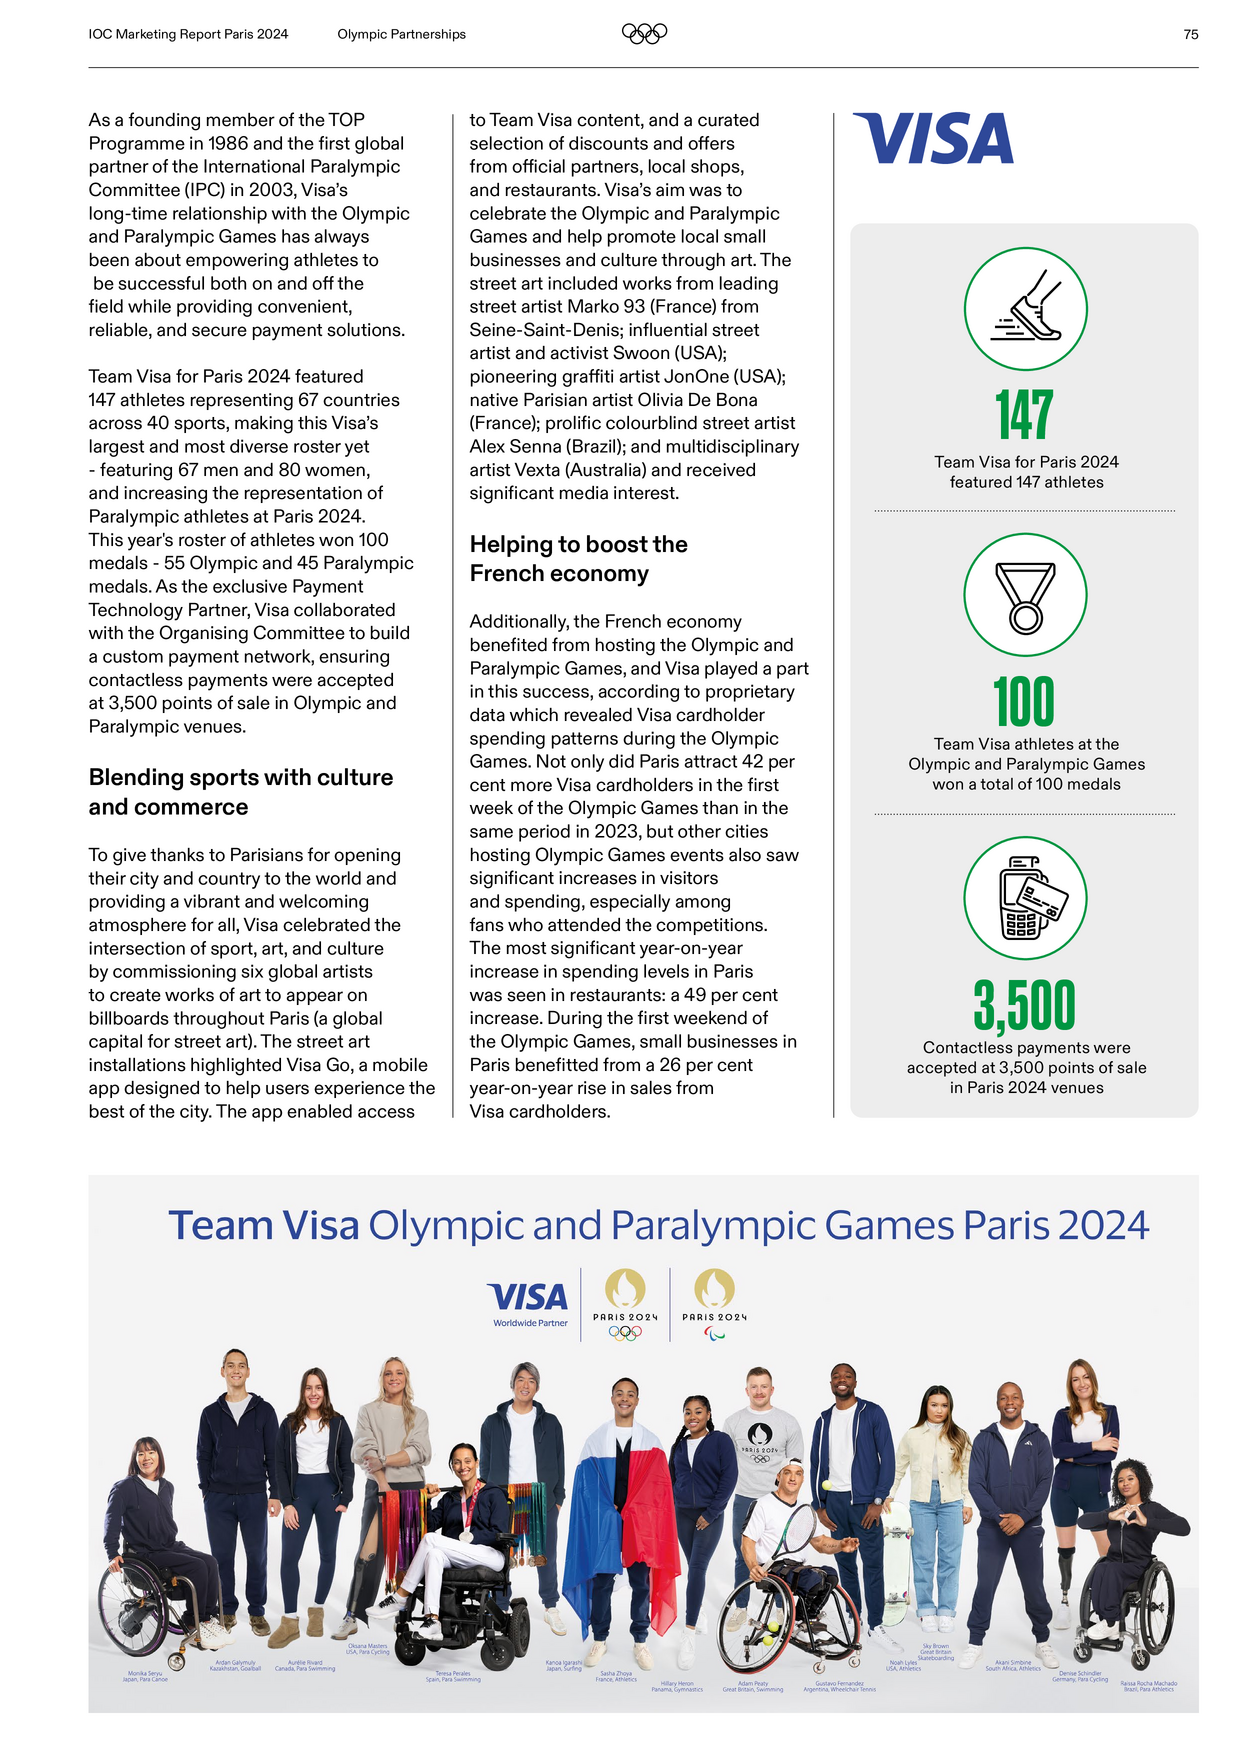 IOC Marketing Report Paris 2024
Olympic Partnerships
75
As a founding member of the TOP
Programme in 1986 and the first global
partner of the International Paralympic
Committee (IPC) in 2003, Visa's
long-time relationship with the Olympic
and Paralympic Games has always
been about empowering athletes to
be successful both on and off the
field while providing convenient,
reliable, and secure payment solutions.
Team Visa for Paris 2024 featured
147 athletes representing 67 countries
across 40 sports, making this Visa's
largest and most diverse roster yet
- featuring 67 men and 80 women,
and increasing the representation of
Paralympic athletes at Paris 2024.
This year's roster of athletes won 100
medals - 55 Olympic and 45 Paralympic
medals. As the exclusive Payment
Technology Partner, Visa collaborated
with the Organising Committee to build
a custom payment network, ensuring
contactless payments were accepted
at 3,500 points of sale in Olympic and
Paralympic venues.
Blending sports with culture
and commerce
To give thanks to Parisians for opening
their city and country to the world and
providing a vibrant and welcoming
atmosphere for all, Visa celebrated the
intersection of sport, art, and culture
by commissioning six global artists
to create works of art to appear on
billboards throughout Paris (a global
capital for street art). The street art
installations highlighted Visa Go, a mobile
app designed to help users experience the
best of the city. The app enabled access
to Team Visa content, and a curated
selection of discounts and offers
from official partners, local shops,
and restaurants. Visa's aim was to
celebrate the Olympic and Paralympic
Games and help promote local small
businesses and culture through art. The
street art included works from leading
street artist Marko 93 (France) from
Seine-Saint-Denis; influential street
artist and activist Swoon (USA);
pioneering graffiti artist JonOne (USA);
native Parisian artist Olivia De Bona
(France); prolific colourblind street artist
Alex Senna (Brazil); and multidisciplinary
artist Vexta (Australia) and received
significant media interest.
Helping to boost the
French economy
Additionally, the French economy
benefited from hosting the Olympic and
Paralympic Games, and Visa played a part
in this success, according to proprietary
data which revealed Visa cardholder
spending patterns during the Olympic
Games. Not only did Paris attract 42 per
cent more Visa cardholders in the first
week of the Olympic Games than in the
same period in 2023, but other cities
hosting Olympic Games events also saw
significant increases in visitors
and spending, especially among
fans who attended the competitions.
The most significant year-on-year
increase in spending levels in Paris
was seen in restaurants: a 49 per cent
increase. During the first weekend of
the Olympic Games, small businesses in
Paris benefitted from a 26 per cent
year-on-year rise in sales from
Visa cardholders.
VISA
147
Team Visa for Paris 2024
featured 147 athletes
100
Team Visa athletes at the
Olympic and Paralympic Games
won a total of 100 medals
3,500
Contactless payments were
accepted at 3,500 points of sale
in Paris 2024 venues
Team Visa Olympic and Paralympic Games Paris 2024
VISA
Worldwide Partner
PARIS 2024
PARIS 2024
PARIS 2024
Monika Seryu
Japan, Para Canoe
Ardan Galymuly
Kazakhstan, Goalball
Aurélie Rivard
Canada, Para Swimming
Oksana Masters
USA, Para Cycling
Teresa Perales
Spain, Para Swimming
Kanoa Igarashi
Japan, Surfing
Sasha Zhoya
France, Athletics
Hillary Heron
Panama, Gymnastics
Adam Peaty
Great Britain, Swimming
Gustavo Fernandez
Argentina, Wheelchair Tennis
Noah Lyles
USA, Athletics
Sky Brown
Great Britain
Skateboarding
Akani Simbine
South Africa, Athletics
Denise Schindler
Germany, Para Cycling
Raissa Rocha Machado
Brazil, Para Athletics